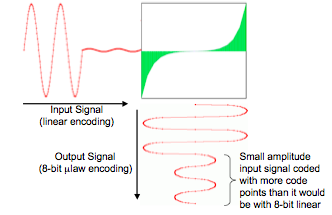 Input Signal
(linear encoding)
Output Signal
(8-bit µlaw encoding)
Small amplitude
input signal coded
with more code
points than it would
be with 8-bit linear